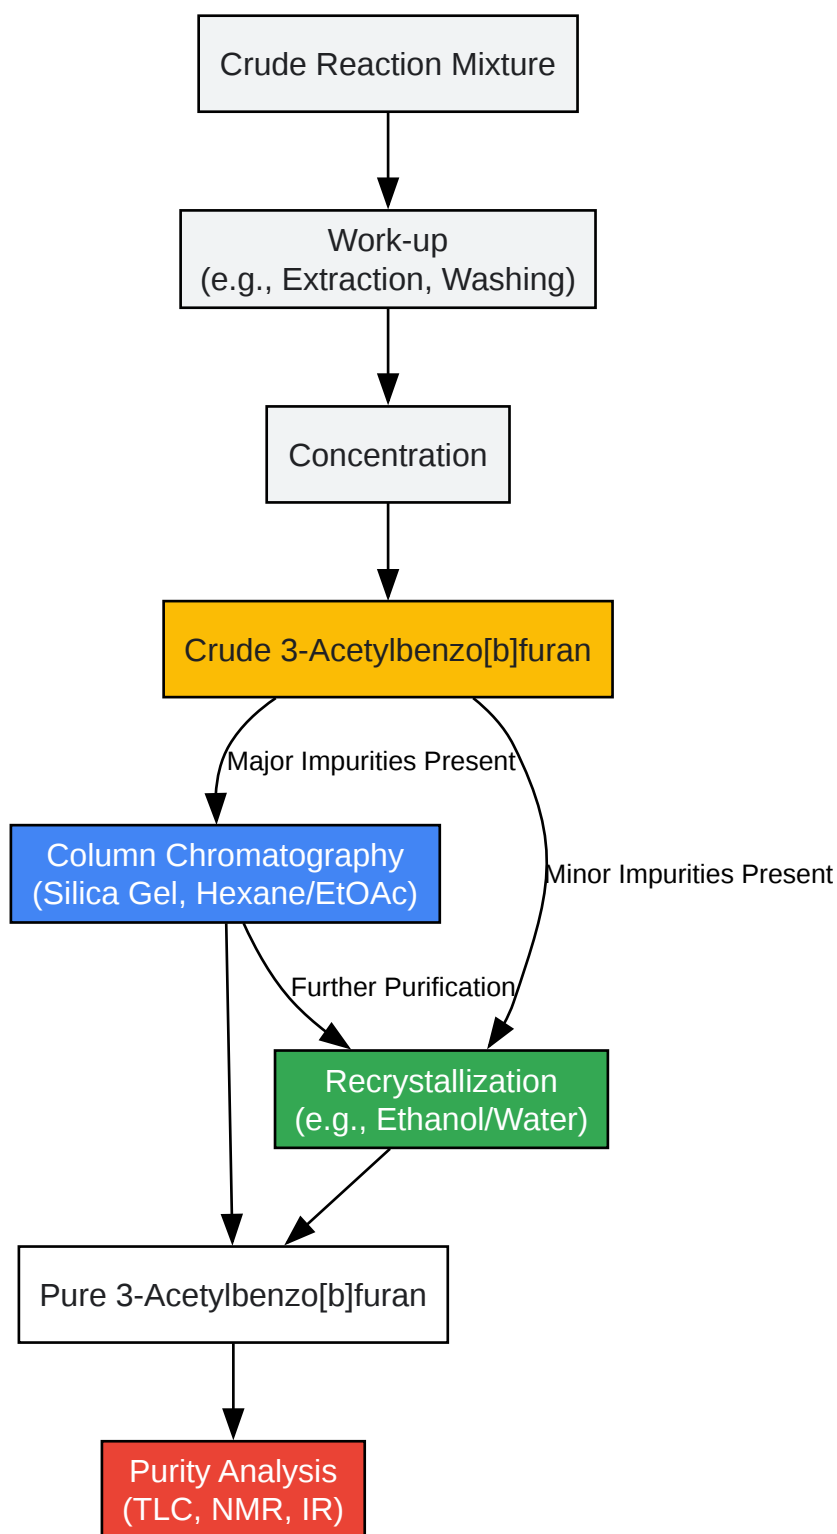 Crude Reaction Mixture
Work-up
(e.g., Extraction, Washing)
Concentration
Crude 3-Acetylbenzo[b]furan
Major Impurities Present
Column Chromatography
(Silica Gel, Hexane/EtOAc)
Minor Impurities Present
Further Purification
Recrystallization
(e.g., Ethanol/Water)
Pure 3-Acetylbenzo[b]furan
Purity Analysis
(TLC, NMR, IR)